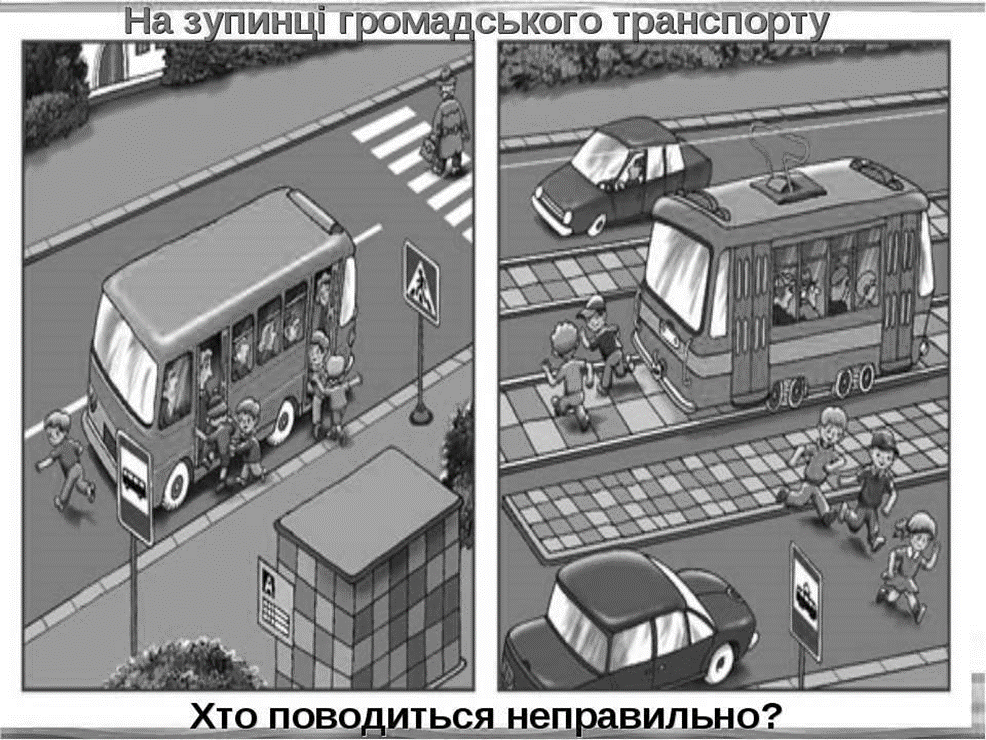 На зупинці громадського транспорту
А
Хто поводиться неправильно?